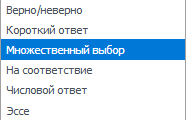 Верно/неверно
Короткий ответ
Множественный выбор
На соответствие
Числовой ответ
Эссе